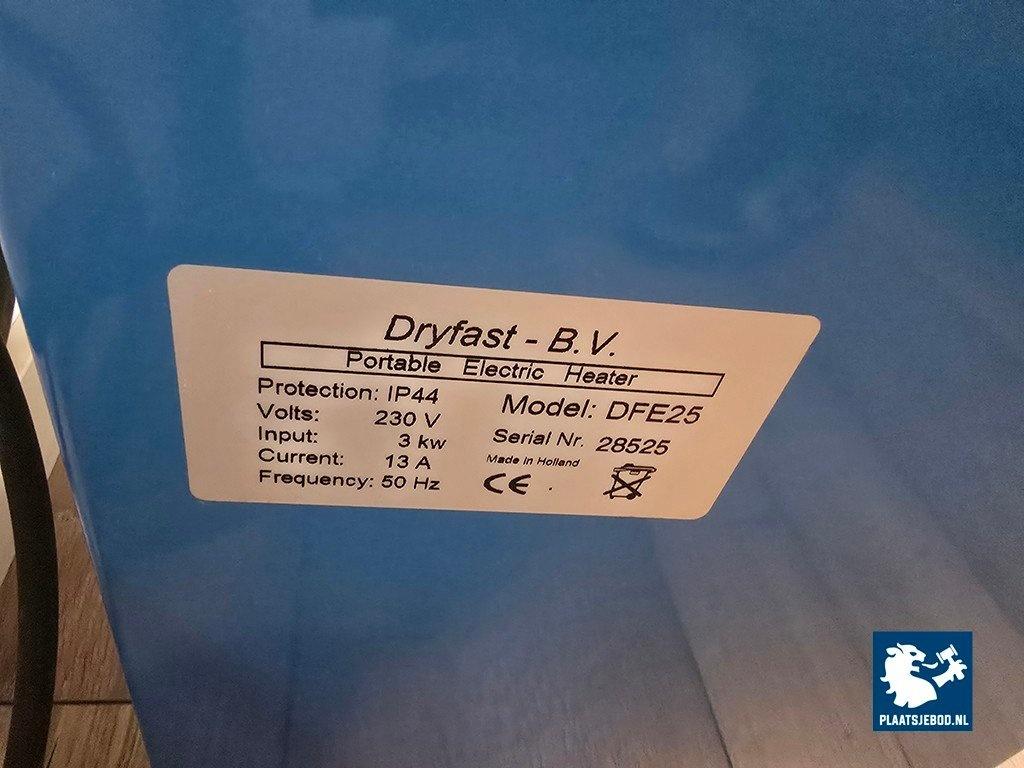 Dryfast - B.V.
Portable Electric Heater
Protection: IP44
Volts: 230 V
Input: 3 kw
Current: 13 A
Frequency: 50 Hz
Model: DFE25
Serial Nr. 28525
Made in Holland
CE
PLAATSJEBOD.NL